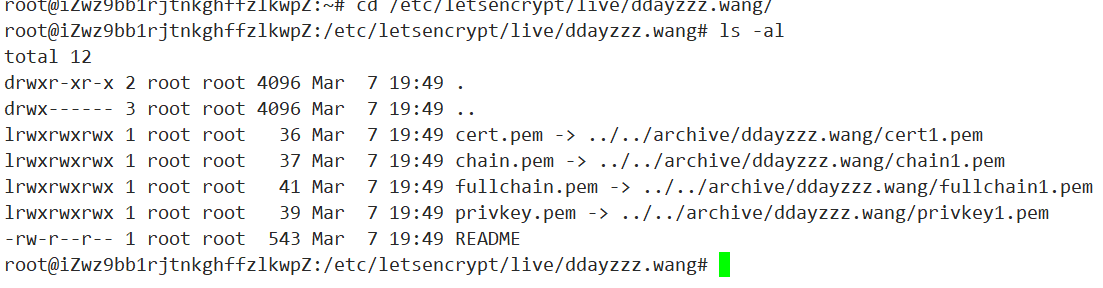 root@iZwz9bb1rjtnkghffzlkwpZ:~# cd /etc/letsencrypt/live/ddayzzz.wang/
root@iZwz9bb1rjtnkghffzlkwpZ:/etc/letsencrypt/live/ddayzzz.wang# ls -al
total 12
drwxr-xr-x 2 root root 4096 Mar  7 19:49 .
drwx------ 3 root root 4096 Mar  7 19:49 ..
lrwxrwxrwx 1 root root   36 Mar  7 19:49 cert.pem -> ../../archive/ddayzzz.wang/cert1.pem
lrwxrwxrwx 1 root root   37 Mar  7 19:49 chain.pem -> ../../archive/ddayzzz.wang/chain1.pem
lrwxrwxrwx 1 root root   41 Mar  7 19:49 fullchain.pem -> ../../archive/ddayzzz.wang/fullchain1.pem
lrwxrwxrwx 1 root root   39 Mar  7 19:49 privkey.pem -> ../../archive/ddayzzz.wang/privkey1.pem
-rw-r--r-- 1 root root  543 Mar  7 19:49 README
root@iZwz9bb1rjtnkghffzlkwpZ:/etc/letsencrypt/live/ddayzzz.wang#